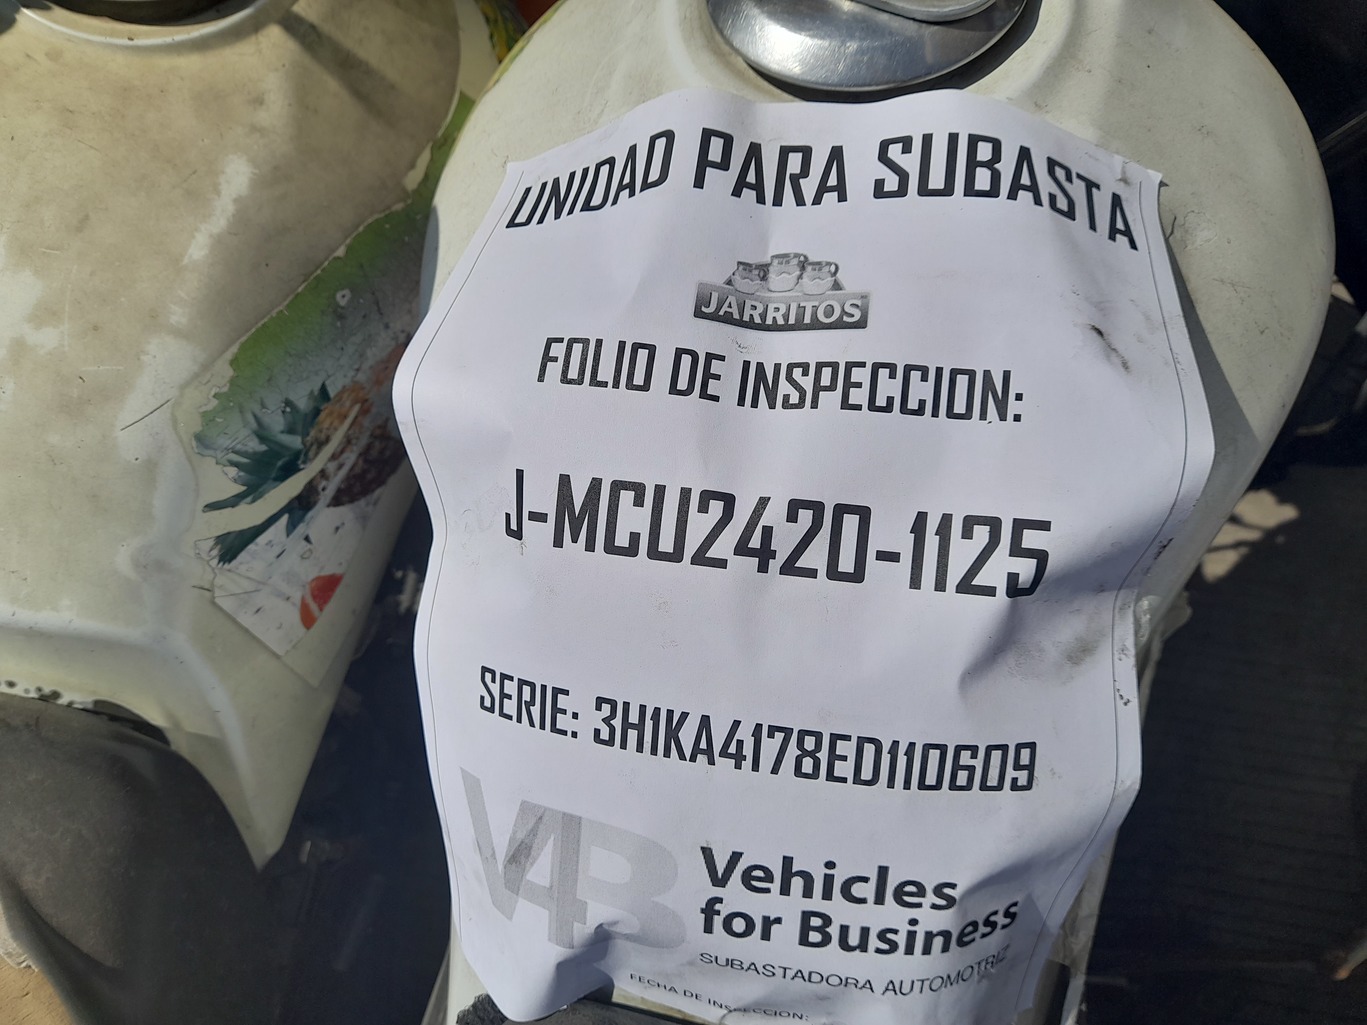 UNIDAD PARA SUBASTA
JARRITOS
FOLIO DE INSPECCION:
J-MCU2420-1125
SERIE: 3H1KA4178ED110609
V4B
Vehicles
for Business
SUBASTADORA AUTOMOTRIZ
FECHA DE INSPECCION: